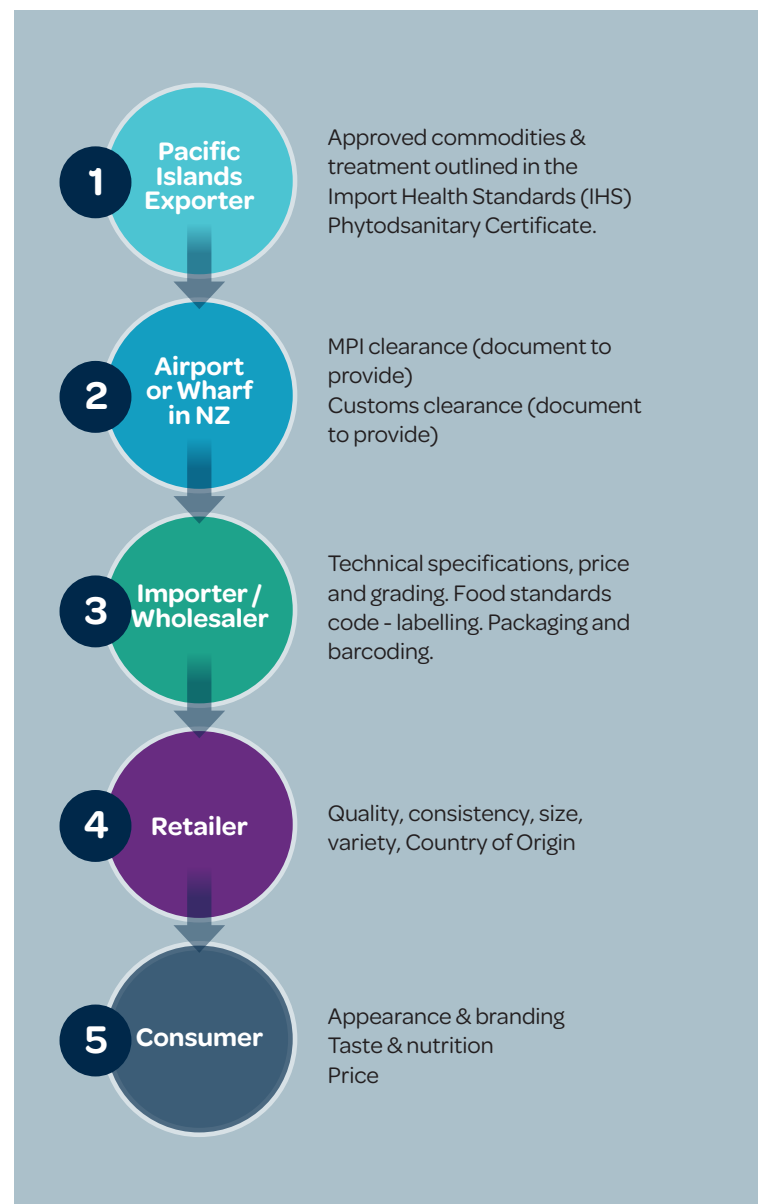 1
Pacific
Islands
Exporter
Approved commodities &
treatment outlined in the
Import Health Standards (IHS)
Phytodsanitary Certificate.
2
Airport
or Wharf
in NZ
MPI clearance (document to
provide)
Customs clearance (document
to provide)
3
Importer /
Wholesaler
Technical specifications, price
and grading. Food standards
code - labelling. Packaging and
barcoding.
4
Retailer
Quality, consistency, size,
variety, Country of Origin
5
Consumer
Appearance & branding
Taste & nutrition
Price